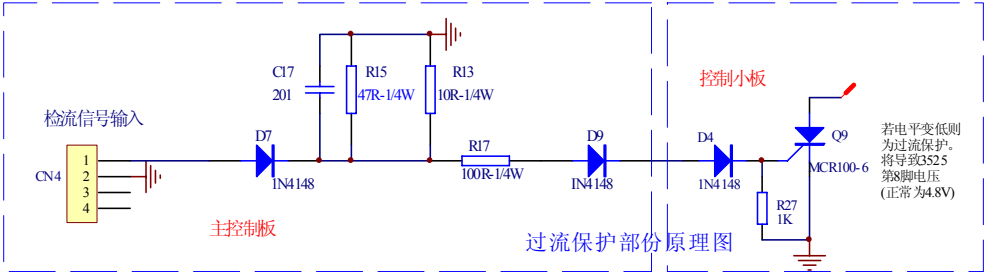 检流信号输入
CN4
1
2
3
4
D7
1N4148
C17
201
R15
47R-1/4W
R13
10R-1/4W
R17
100R-1/4W
D9
IN4148
主控制板
过流保护部份原理图
控制小板
D4
1N4148
R27
1K
Q9
MCR100-6
若电平变低则
为过流保护。
将导致3525
第8脚电压
(正常为4.8V)